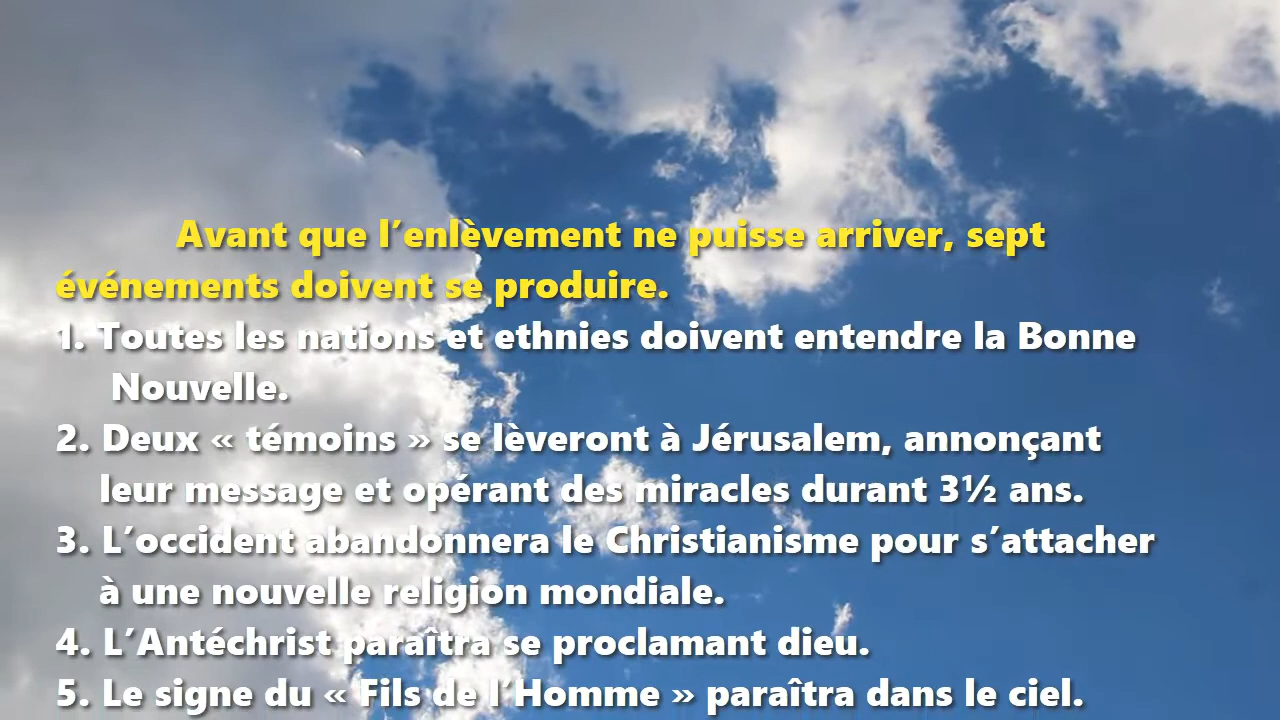 Avant que l’enlèvement ne puisse arriver, sept
événements doivent se produire.
1. Toutes les nations et ethnies doivent entendre la Bonne
Nouvelle.
2. Deux « témoins » se lèveront à Jérusalem, annonçant
leur message et opérant des miracles durant 3½ ans.
3. L’occident abandonnera le Christianisme pour s’attacher
à une nouvelle religion mondiale.
4. L’Antéchrist paraîtra se proclamant dieu.
5. Le signe du « Fils de l’Homme » paraîtra dans le ciel.